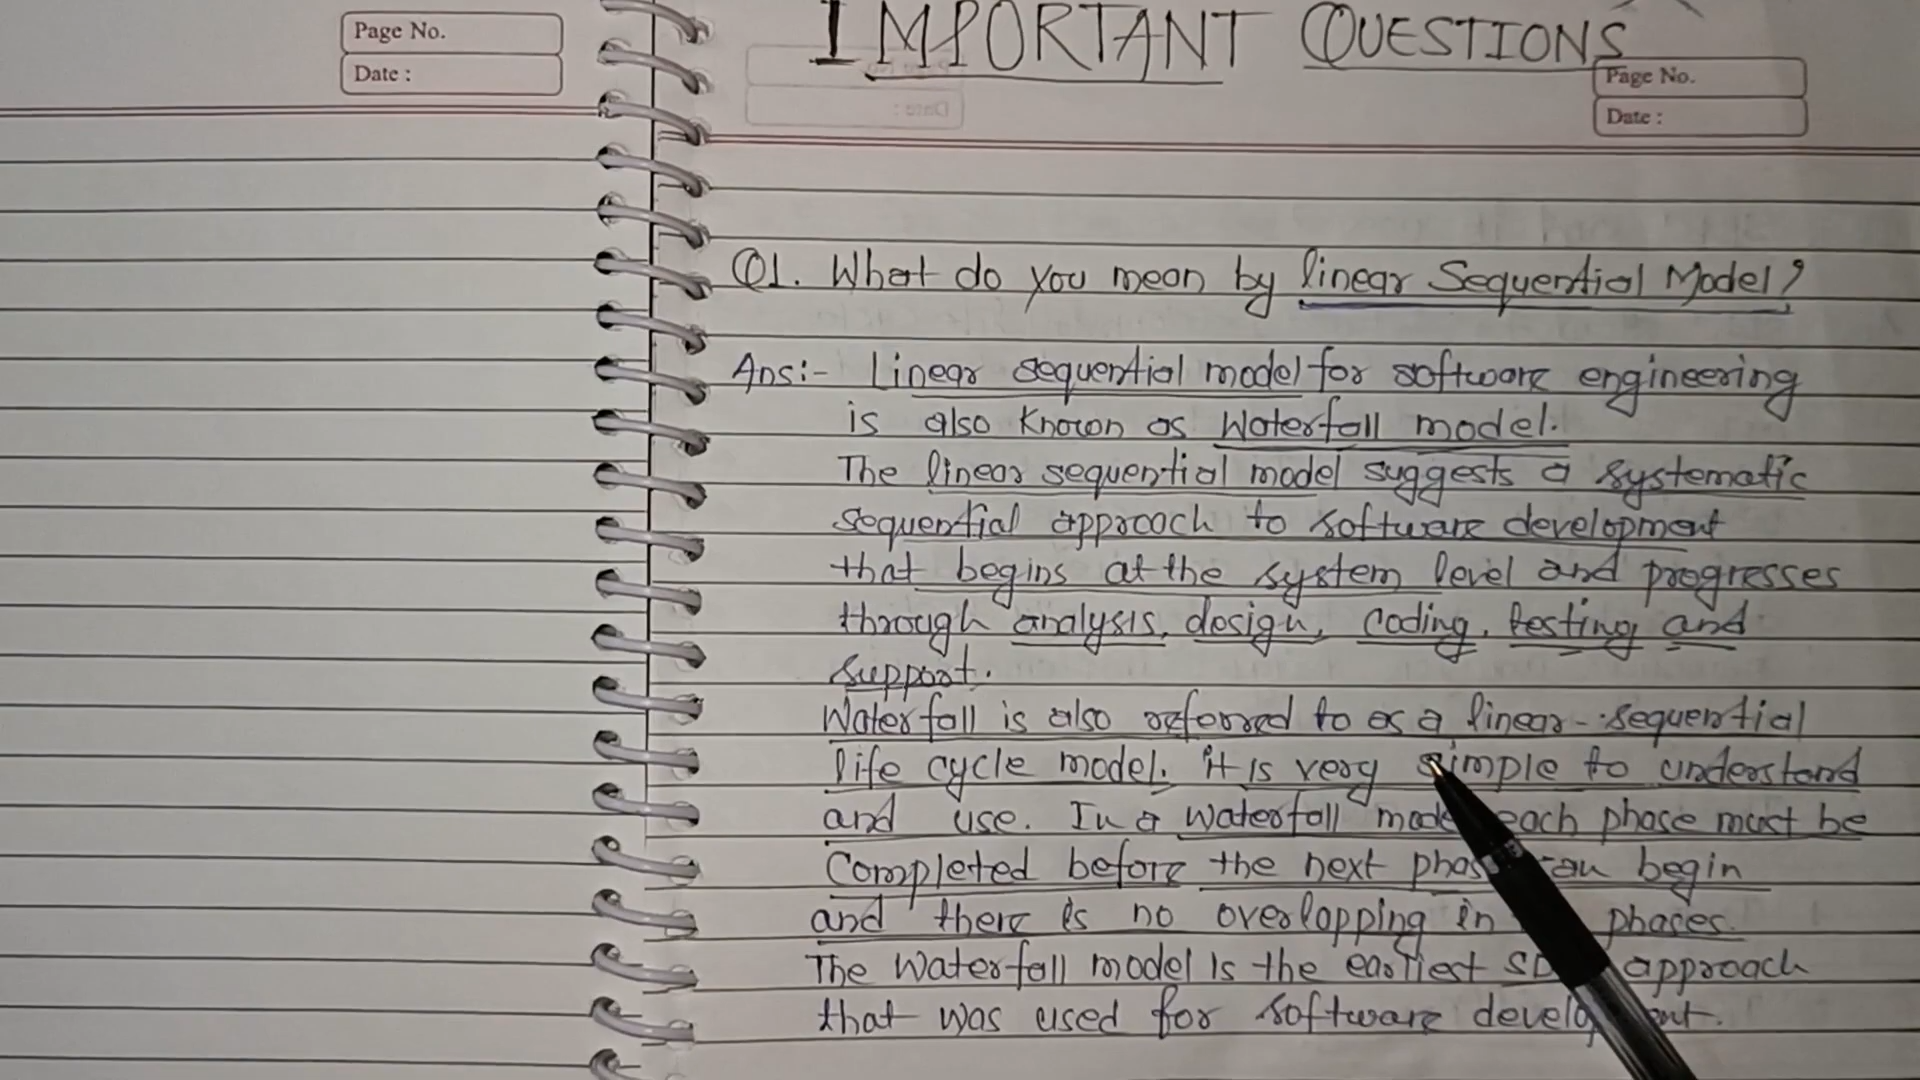 Page No.
Date :
IMPORTANT QUESTIONS
Page No.
Date :
Q1. What do you mean by linear Sequential Model?
Ans:- Linear sequential model for software engineering
is also known as Waterfall model.
The linear sequential model suggests a systematic
sequential approach to software development
that begins at the system level and progresses
through analysis, design, coding, testing and
support.
Waterfall is also referred to as a linear-sequential
life cycle model. it is very simple to understand
and use. In a waterfall each phase must be
Completed before the next begin
and there is no overlapping in phases.
The Waterfall model is the earliest approach
that was used for software